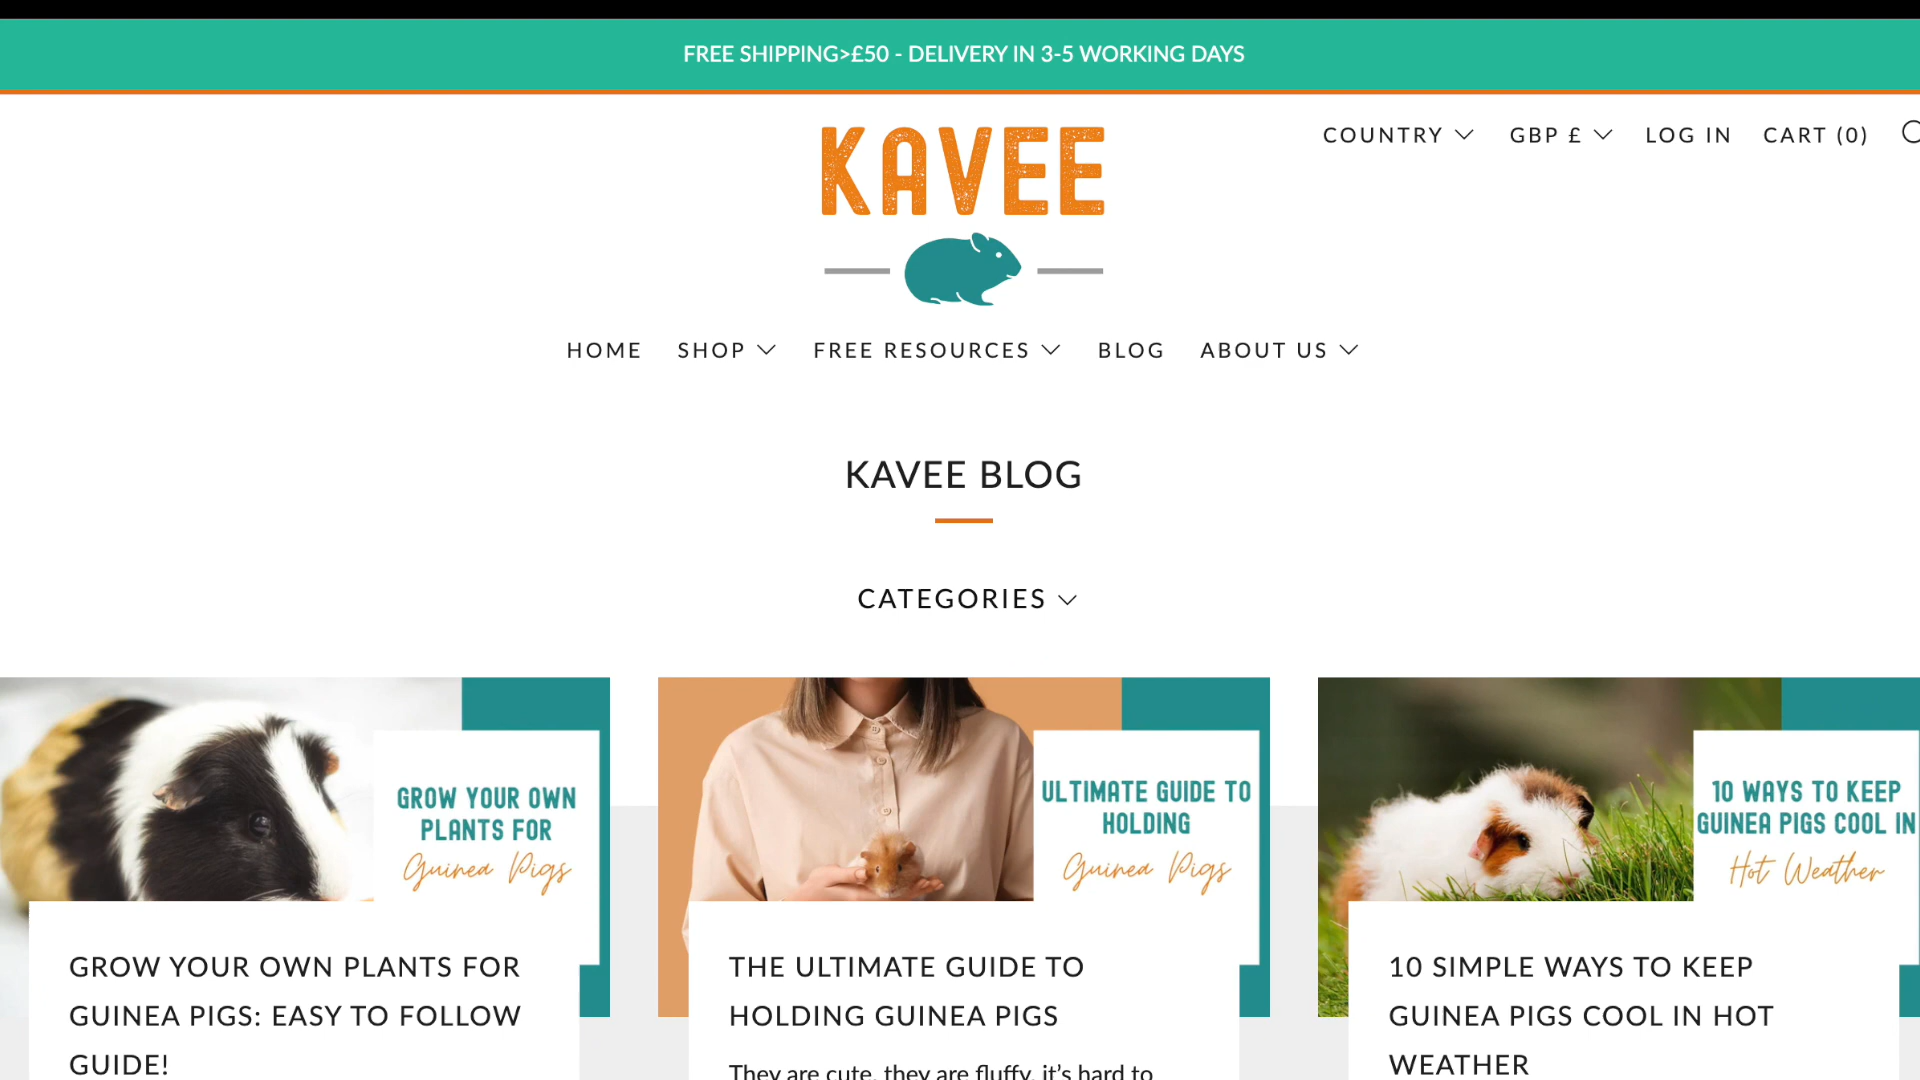 FREE SHIPPING>£50 - DELIVERY IN 3-5 WORKING DAYS
COUNTRY GBP £ LOG IN CART (0)
KAVEE
HOME SHOP FREE RESOURCES BLOG ABOUT US
KAVEE BLOG
CATEGORIES
GROW YOUR OWN
PLANTS FOR
Guinea Pigs
GROW YOUR OWN PLANTS FOR
GUINEA PIGS: EASY TO FOLLOW
GUIDE!
ULTIMATE GUIDE TO
HOLDING
Guinea Pigs
THE ULTIMATE GUIDE TO
HOLDING GUINEA PIGS
They are cute, they are fluffy, it's hard to
10 WAYS TO KEEP
GUINEA PIGS COOL IN
Hot Weather
10 SIMPLE WAYS TO KEEP
GUINEA PIGS COOL IN HOT
WEATHER